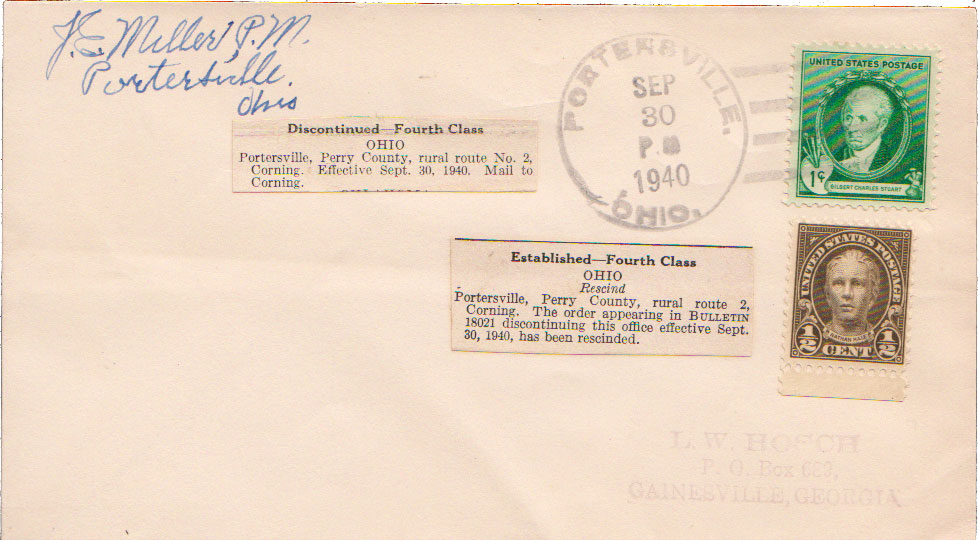 J.E. Miller P.M.
Portersville.
Ohio
Discontinued—Fourth Class
OHIO
Portersville, Perry County, rural route No. 2,
Corning. Effective Sept. 30, 1940. Mail to
Corning.
PORTERSVILLE.
SEP
30
P.M
1940
OHIO.
UNITED STATES POSTAGE
1¢
GILBERT CHARLES STUART
Established—Fourth Class
OHIO
Rescind
Portersville, Perry County, rural route 2,
Corning. The order appearing in BULLETIN
18021 discontinuing this office effective Sept.
30, 1940, has been rescinded.
UNITED STATES POSTAGE
NATHAN HALE
1/2 CENT 1/2
L. W. HOSCH
P. O. Box 683,
GAINESVILLE, GEORGIA